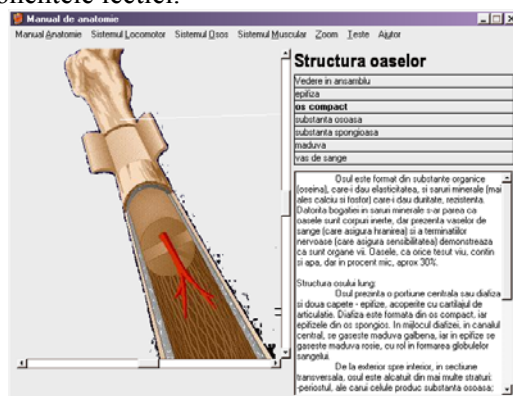 onentele lecției.
Manual de anatomie
Manual Anatomie Sistemul Locomotor Sistemul Osos Sistemul Muscular Zoom Teste Ajutor
Structura oaselor
Vedere in ansamblu
epifiza
os compact
substanta osoasa
substanta spongioasa
maduva
vas de sange
Osul este format din substante organice
(oseina), care-i dau elasticitatea, si saruri minerale (mai
ales calciu si fosfor) care-i dau duritate, rezistenta.
Datorita bogatiei in saruri minerale s-ar parea ca
oasele sunt corpuri inerte, dar prezenta vaselor de
sange (care asigura hranirea) si a terminatiilor
nervoase (care asigura sensibilitatea) demonstreaza
ca sunt organe vii. Oasele, ca orice tesut viu, contin
si apa, dar in procent mic, aprox 30%.
Structura osului lung:
Osul prezinta o portiune centrala sau diafiza
si doua capete - epifize, acoperite cu cartilajul de
articulatie. Diafiza este formata din os compact, iar
epifizele din os spongios. In mijlocul diafizei, in canalul
central, se gaseste maduva galbena, iar in epifize se
gaseste maduva rosie, cu rol in formarea globulelor
sangelui.
De la exterior spre interior, in sectiune
transversala, osul este alcatuit din mai multe straturi:
-periostul, ale carui celule produc substanta osoasa;